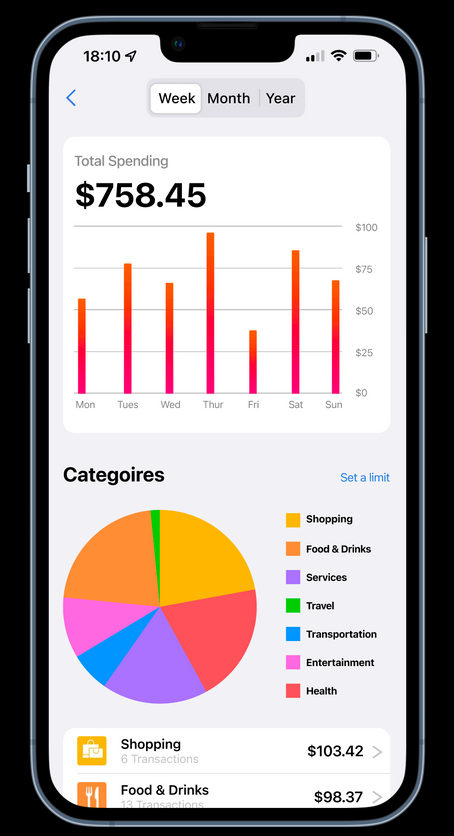 18:10
Week Month Year
Total Spending
$758.45
$100
$75
$50
$25
$0
Mon Tues Wed Thur Fri Sat Sun
Categoires
Set a limit
Shopping
Food & Drinks
Services
Travel
Transportation
Entertainment
Health
Shopping
6 Transactions
$103.42
Food & Drinks
13 Transactions
$98.37